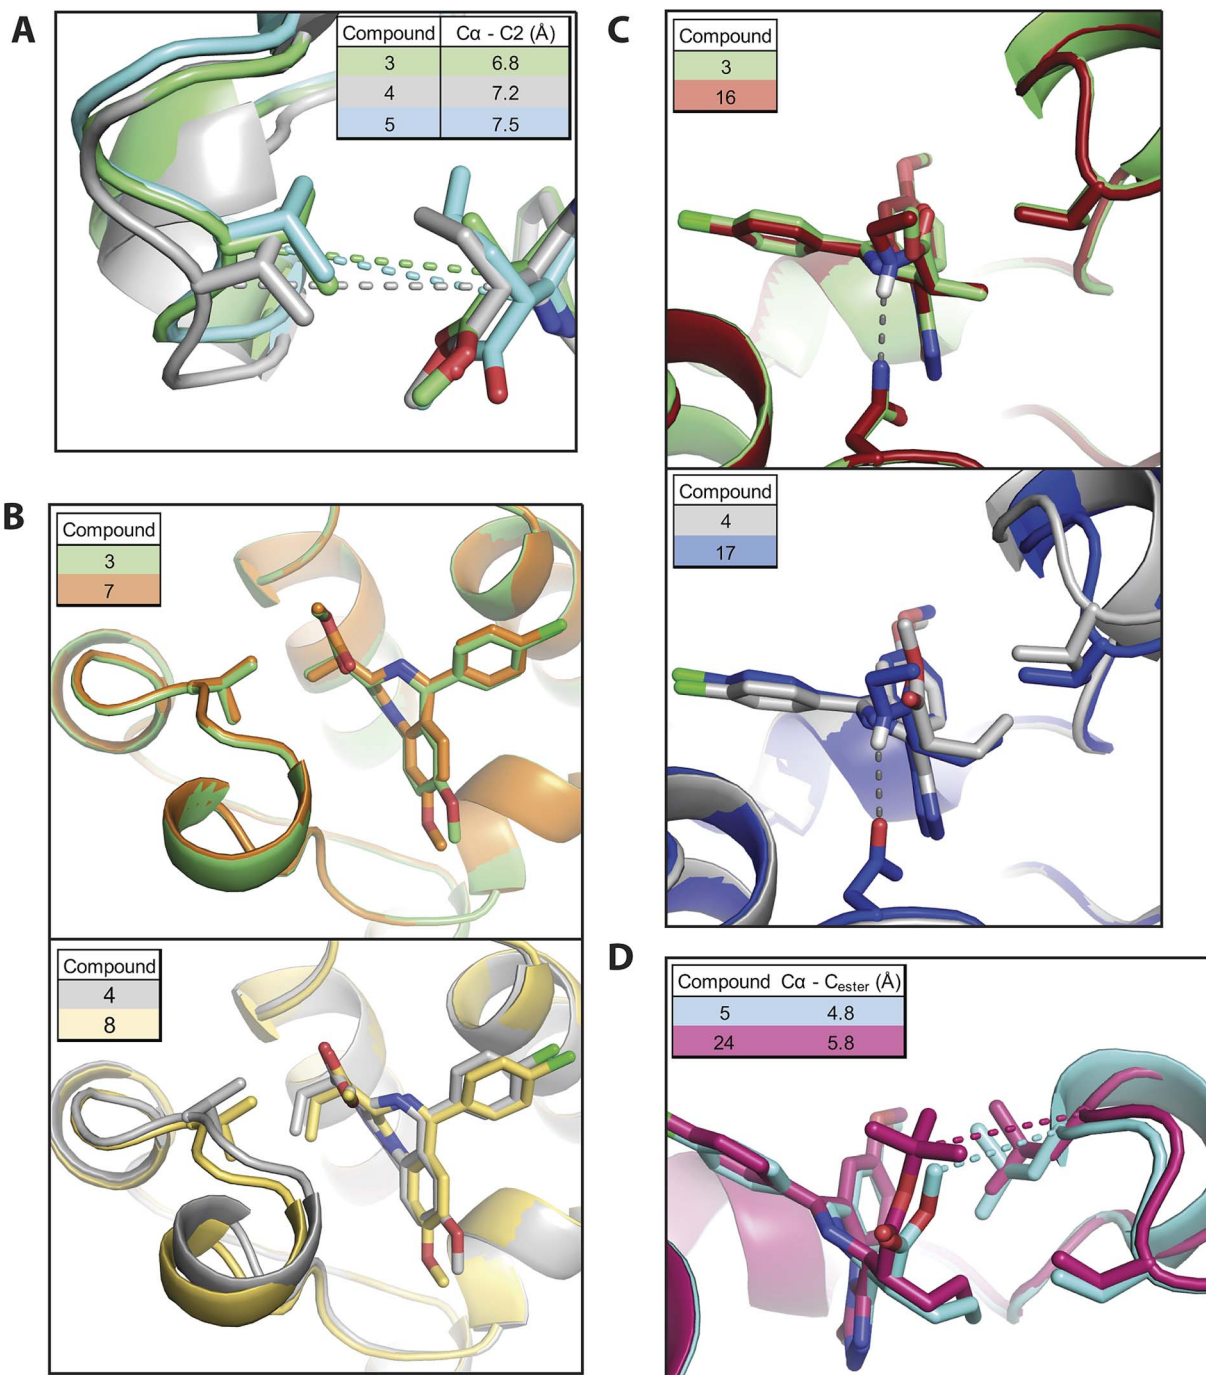 A
Compound Cα - C2 (Å)
3 6.8
4 7.2
5 7.5
B
Compound
3
7
Compound
4
8
C
Compound
3
16
Compound
4
17
D
Compound Cα - Cester (Å)
5 4.8
24 5.8